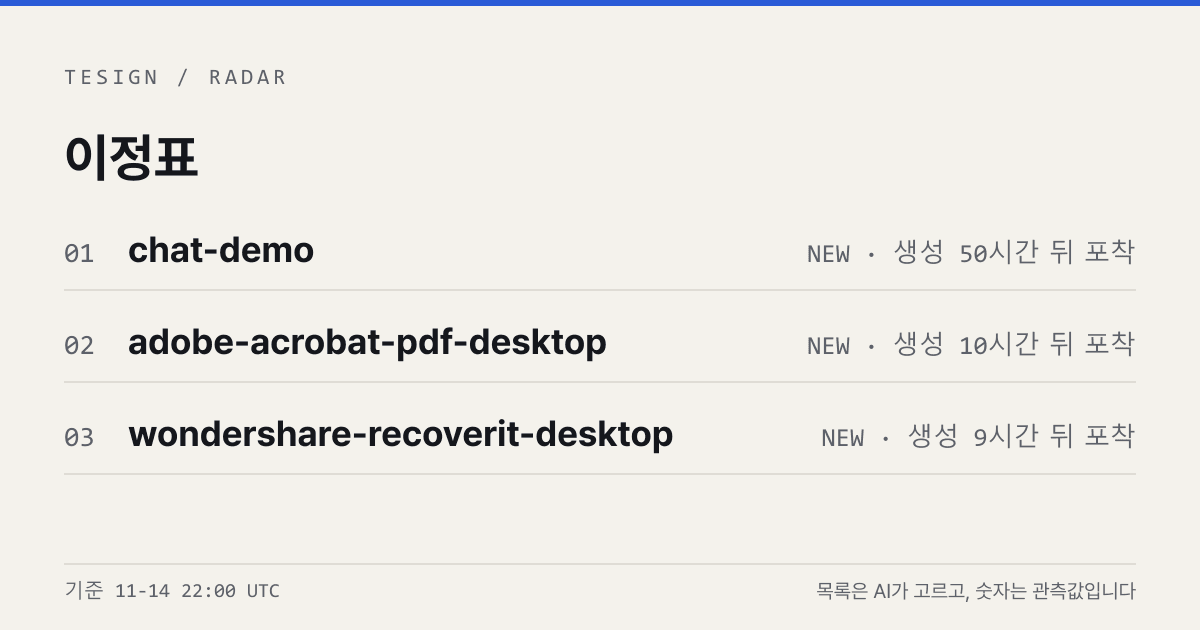 TESIGN / RADAR
이정표
01 chat-demo NEW · 생성 50시간 뒤 포착
02 adobe-acrobat-pdf-desktop NEW · 생성 10시간 뒤 포착
03 wondershare-recoverit-desktop NEW · 생성 9시간 뒤 포착
기준 11-14 22:00 UTC 목록은 AI가 고르고, 숫자는 관측값입니다